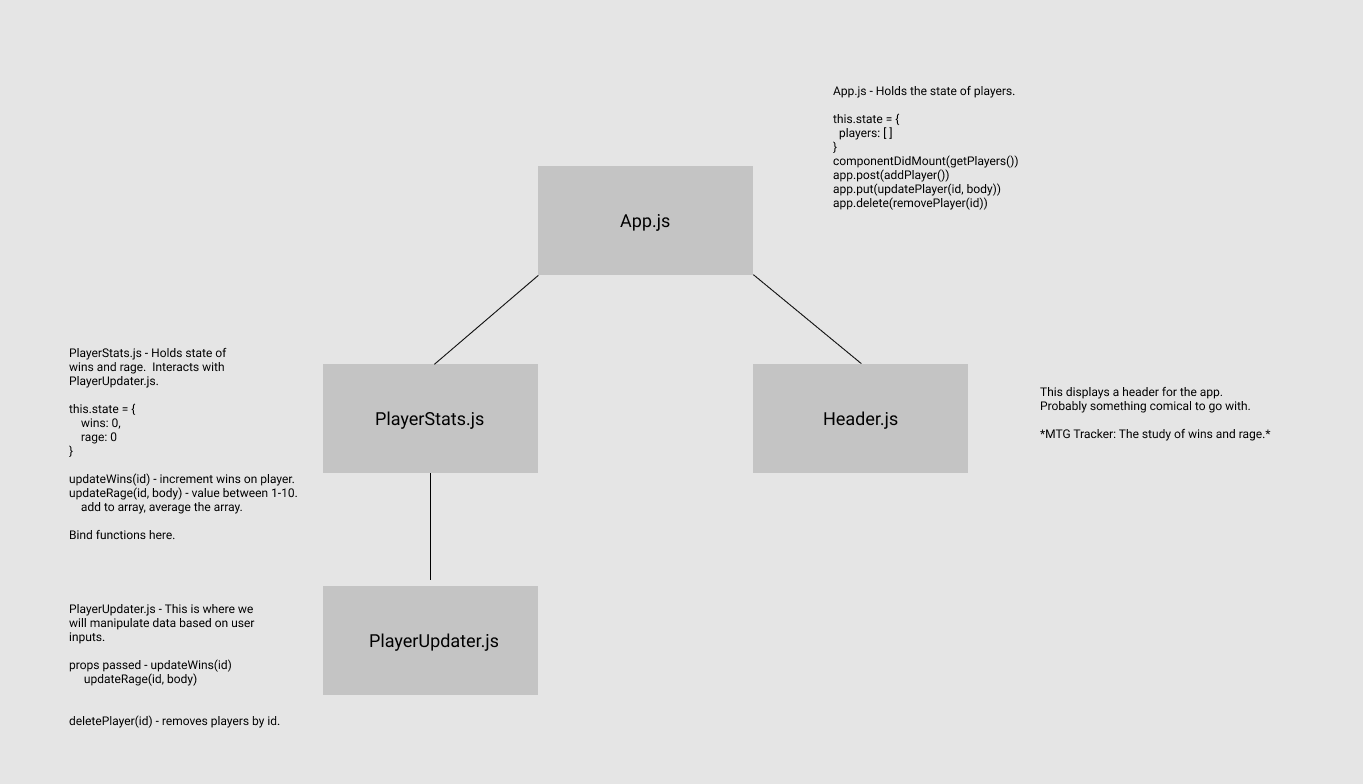 App.js - Holds the state of players.
this.state = {
players: [ ]
}
componentDidMount(getPlayers())
app.post(addPlayer())
app.put(updatePlayer(id, body))
app.delete(removePlayer(id))
App.js
PlayerStats.js - Holds state of
wins and rage.  Interacts with
PlayerUpdater.js.
this.state = {
wins: 0,
rage: 0
}
updateWins(id) - increment wins on player.
updateRage(id, body) - value between 1-10.
add to array, average the array.
Bind functions here.
PlayerStats.js
Header.js
This displays a header for the app.
Probably something comical to go with.
*MTG Tracker: The study of wins and rage.*
PlayerUpdater.js - This is where we
will manipulate data based on user
inputs.
props passed - updateWins(id)
updateRage(id, body)
deletePlayer(id) - removes players by id.
PlayerUpdater.js